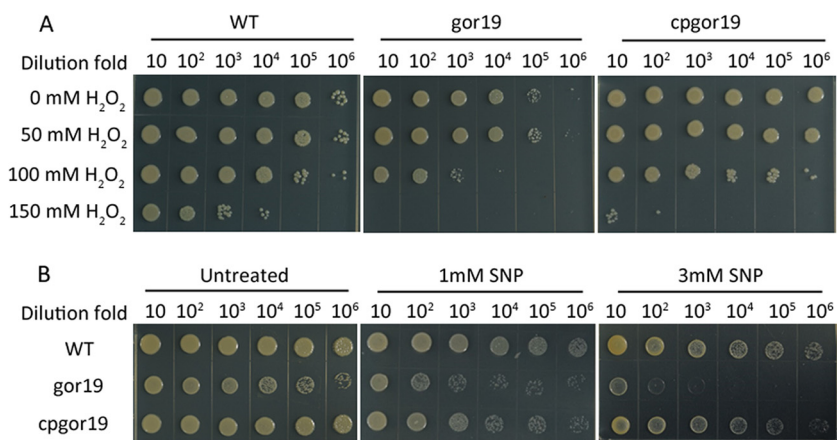 A
WT gor19 cpgor19
Dilution fold 10 10² 10³ 10⁴ 10⁵ 10⁶ 10 10² 10³ 10⁴ 10⁵ 10⁶ 10 10² 10³ 10⁴ 10⁵ 10⁶
0 mM H₂O₂
50 mM H₂O₂
100 mM H₂O₂
150 mM H₂O₂
B
Untreated 1mM SNP 3mM SNP
Dilution fold 10 10² 10³ 10⁴ 10⁵ 10⁶ 10 10² 10³ 10⁴ 10⁵ 10⁶ 10 10² 10³ 10⁴ 10⁵ 10⁶
WT
gor19
cpgor19